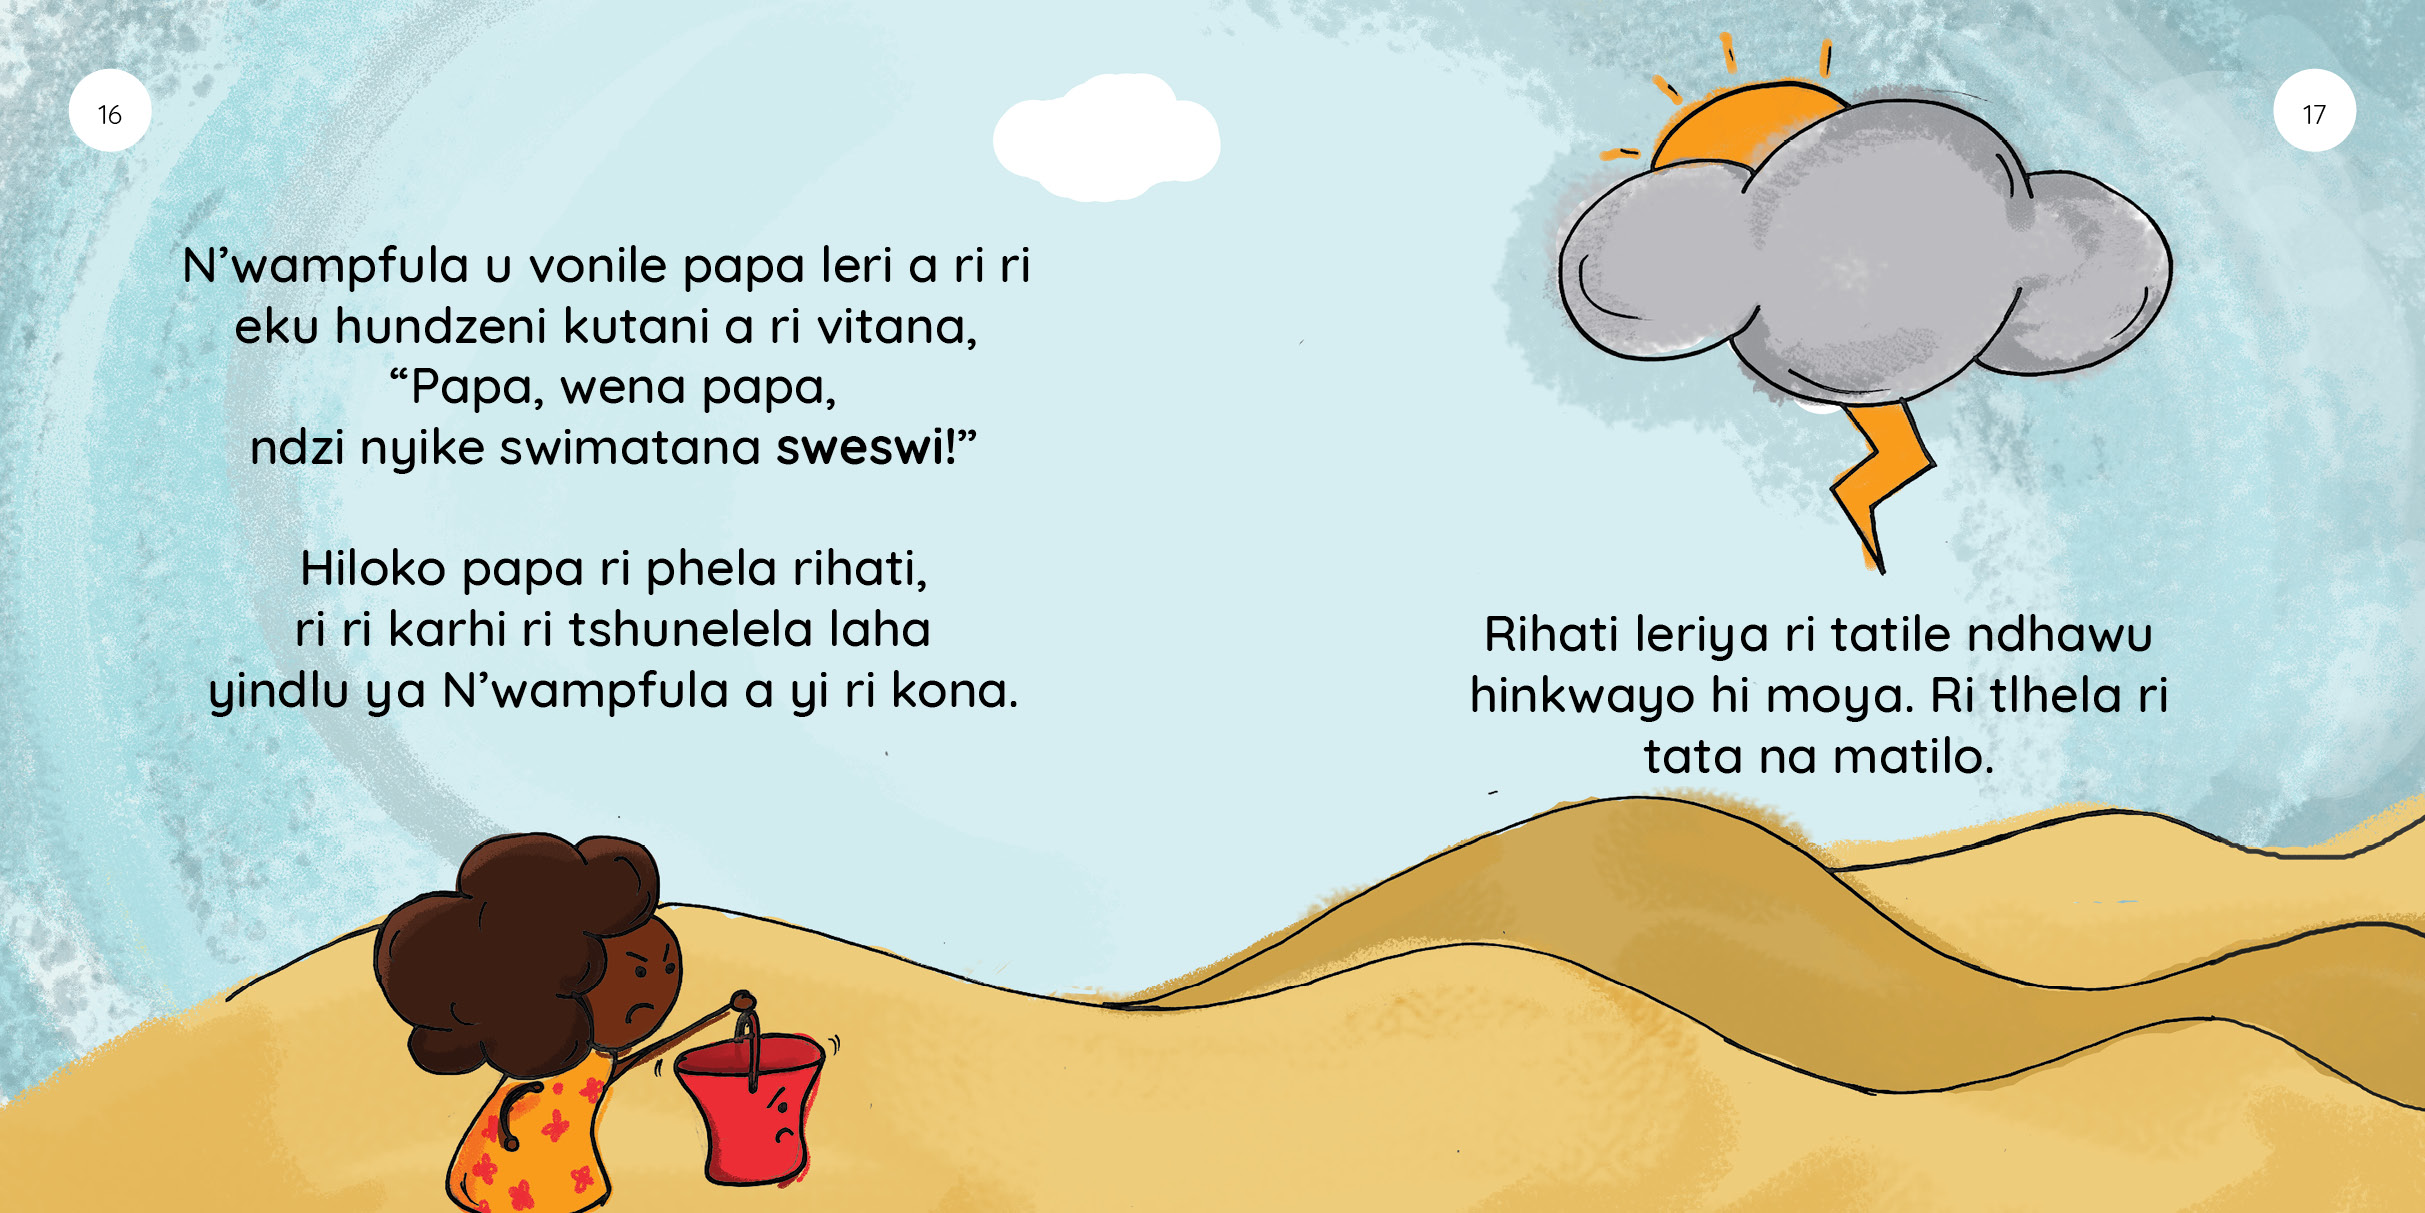 16
N’wampfula u vonile papa leri a ri ri
eku hundzeni kutani a ri vitana,
“Papa, wena papa,
ndzi nyike swimatana sweswi!”
Hiloko papa ri phela rihati,
ri ri karhi ri tshunelela laha
yindlu ya N’wampfula a yi ri kona.
17
Rihati leriya ri tatile ndhawu
hinkwayo hi moya. Ri tlhela ri
tata na matilo.